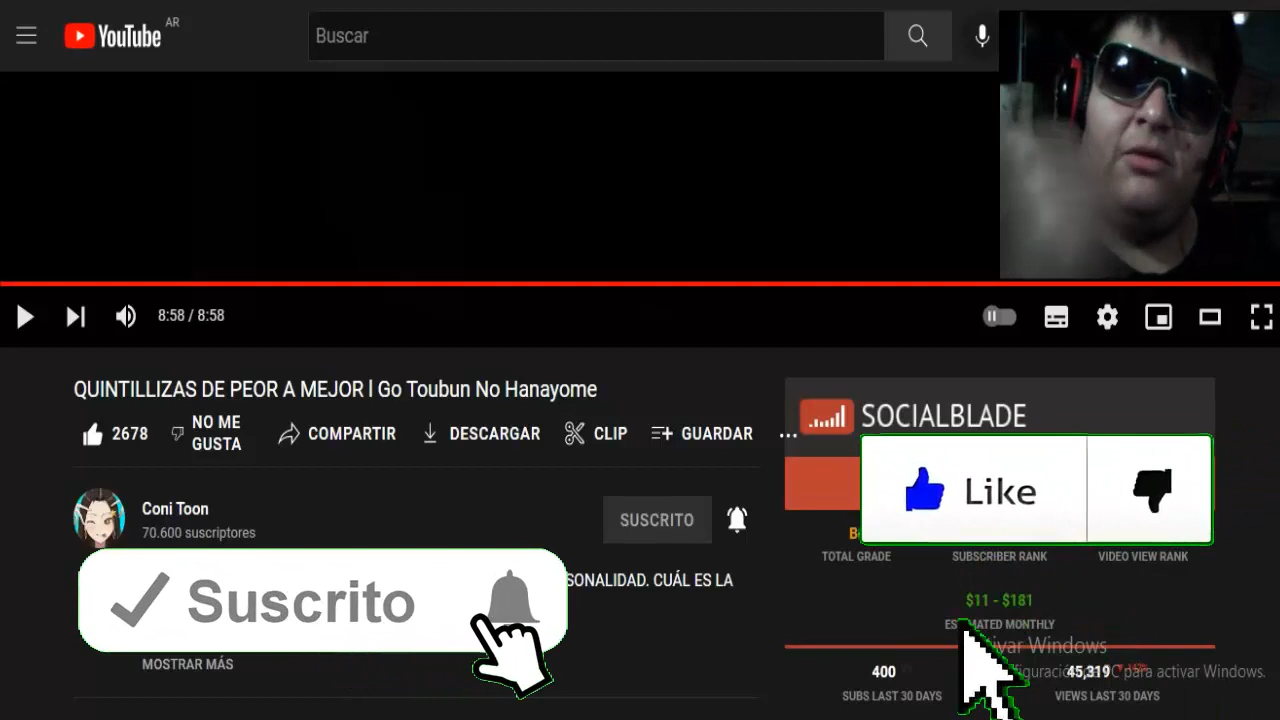 YouTube AR
Buscar
8:58 / 8:58
QUINTILLIZAS DE PEOR A MEJOR l Go Toubun No Hanayome
2678
NO ME
GUSTA
COMPARTIR
DESCARGAR
CLIP
GUARDAR
...
Coni Toon
70.600 suscriptores
SUSCRITO
SONALIDAD. CUÁL ES LA
Suscrito
MOSTRAR MÁS
SOCIALBLADE
Like
TOTAL GRADE
SUBSCRIBER RANK
VIDEO VIEW RANK
$11 - $181
ESTIMATED MONTHLY
Activar Windows
PC para activar Windows.
400
45,319
SUBS LAST 30 DAYS
VIEWS LAST 30 DAYS